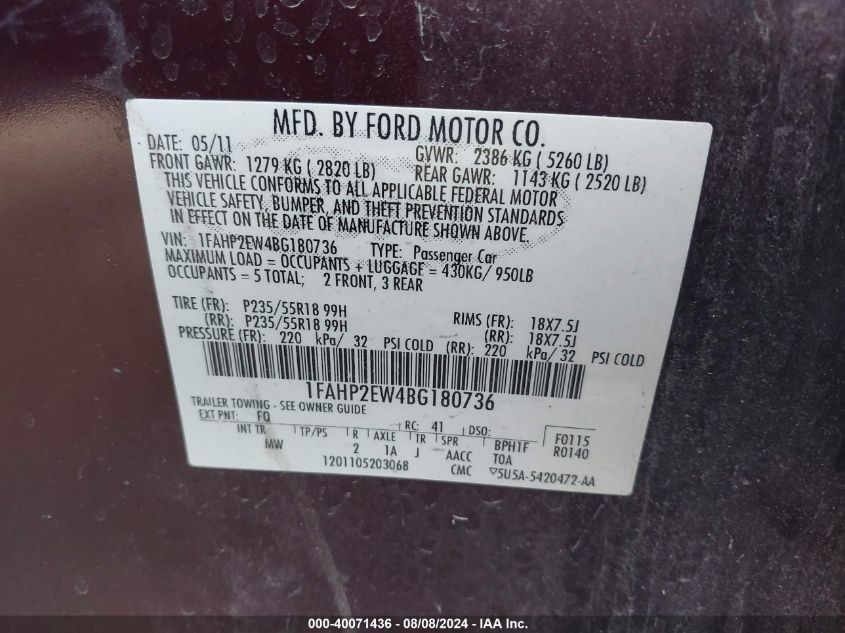 MFD. BY FORD MOTOR CO.
DATE: 05/11 GVWR: 2386 KG ( 5260 LB)
FRONT GAWR: 1279 KG ( 2820 LB) REAR GAWR: 1143 KG ( 2520 LB)
THIS VEHICLE CONFORMS TO ALL APPLICABLE FEDERAL MOTOR
VEHICLE SAFETY, BUMPER, AND THEFT PREVENTION STANDARDS
IN EFFECT ON THE DATE OF MANUFACTURE SHOWN ABOVE.
VIN: 1FAHP2EW4BG180736 TYPE: Passenger Car
MAXIMUM LOAD = OCCUPANTS + LUGGAGE = 430KG/ 950LB
OCCUPANTS = 5 TOTAL; 2 FRONT, 3 REAR
TIRE (FR): P235/55R18 99H RIMS (FR): 18X7.5J
(RR): P235/55R18 99H (RR): 18X7.5J
PRESSURE (FR): 220 kPa/ 32 PSI COLD (RR): 220 kPa/ 32 PSI COLD
1FAHP2EW4BG180736
TRAILER TOWING - SEE OWNER GUIDE
EXT PNT: FQ RC: 41 DSO: F0115
INT TR TP/PS R AXLE TR SPR BPH1F R0140
MW 2 1A J AACC TOA
1201105203068 CMC ▽5U5A-5420472-AA
000-40071436 - 08/08/2024 - IAA Inc.